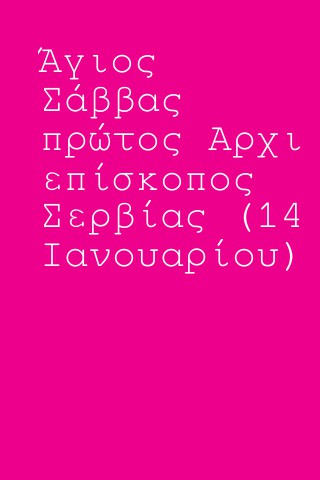 Άγιος
Σάββας
πρώτος Αρχι
επίσκοπος
Σερβίας (14
Ιανουαρίου)